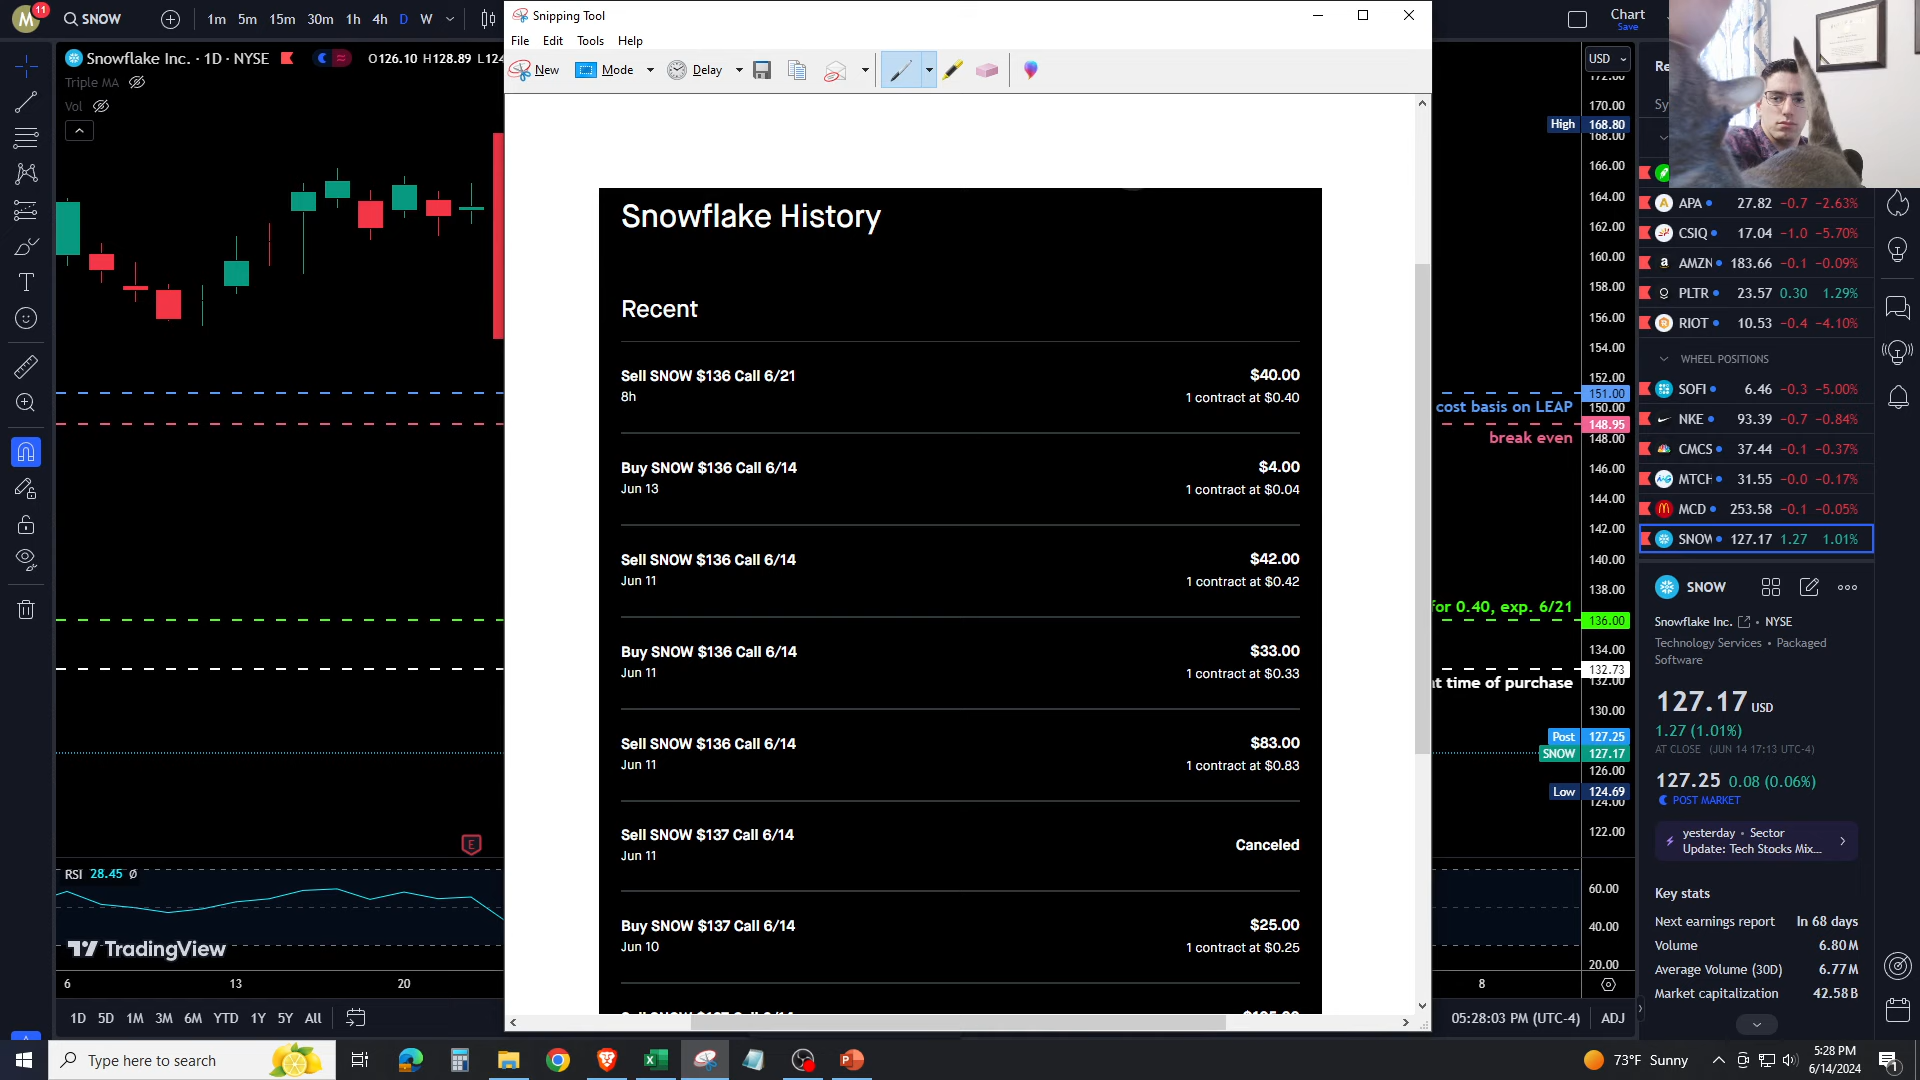 M
11
SNOW
1m 5m 15m 30m 1h 4h D W
Snowflake Inc. · 1D · NYSE
O126.10 H128.89 L124
Triple MA
Vol
RSI 28.45 Ø
TradingView
6 13 20
1D 5D 1M 3M 6M YTD 1Y 5Y All
Snipping Tool
File Edit Tools Help
New Mode Delay
Snowflake History
Recent
Sell SNOW $136 Call 6/21
$40.00
8h
1 contract at $0.40
Buy SNOW $136 Call 6/14
$4.00
Jun 13
1 contract at $0.04
Sell SNOW $136 Call 6/14
$42.00
Jun 11
1 contract at $0.42
Buy SNOW $136 Call 6/14
$33.00
Jun 11
1 contract at $0.33
Sell SNOW $136 Call 6/14
$83.00
Jun 11
1 contract at $0.83
Sell SNOW $137 Call 6/14
Canceled
Jun 11
Buy SNOW $137 Call 6/14
$25.00
Jun 10
1 contract at $0.25
Chart
Save
USD
172.00
170.00
High 168.80
168.00
166.00
164.00
162.00
160.00
158.00
156.00
154.00
152.00
151.00
cost basis on LEAP
150.00
148.95
break even
148.00
146.00
144.00
142.00
140.00
138.00
for 0.40, exp. 6/21
136.00
134.00
132.73
132.00
t time of purchase
130.00
Post 127.25
SNOW 127.17
126.00
Low 124.69
124.00
122.00
60.00
40.00
20.00
8
05:28:03 PM (UTC-4) ADJ
Re
Sy
APA 27.82 −0.7 −2.63%
CSIQ 17.04 −1.0 −5.70%
AMZN 183.66 −0.1 −0.09%
PLTR 23.57 0.30 1.29%
RIOT 10.53 −0.4 −4.10%
WHEEL POSITIONS
SOFI 6.46 −0.3 −5.00%
NKE 93.39 −0.7 −0.84%
CMCS 37.44 −0.1 −0.37%
MTCH 31.55 −0.0 −0.17%
MCD 253.58 −0.1 −0.05%
SNOW 127.17 1.27 1.01%
SNOW
Snowflake Inc. • NYSE
Technology Services • Packaged
Software
127.17 USD
1.27 (1.01%)
AT CLOSE (JUN 14 17:13 UTC-4)
127.25 0.08 (0.06%)
POST MARKET
yesterday • Sector
Update: Tech Stocks Mix...
Key stats
Next earnings report In 68 days
Volume 6.80M
Average Volume (30D) 6.77M
Market capitalization 42.58B
Type here to search
73°F Sunny
5:28 PM
6/14/2024
1